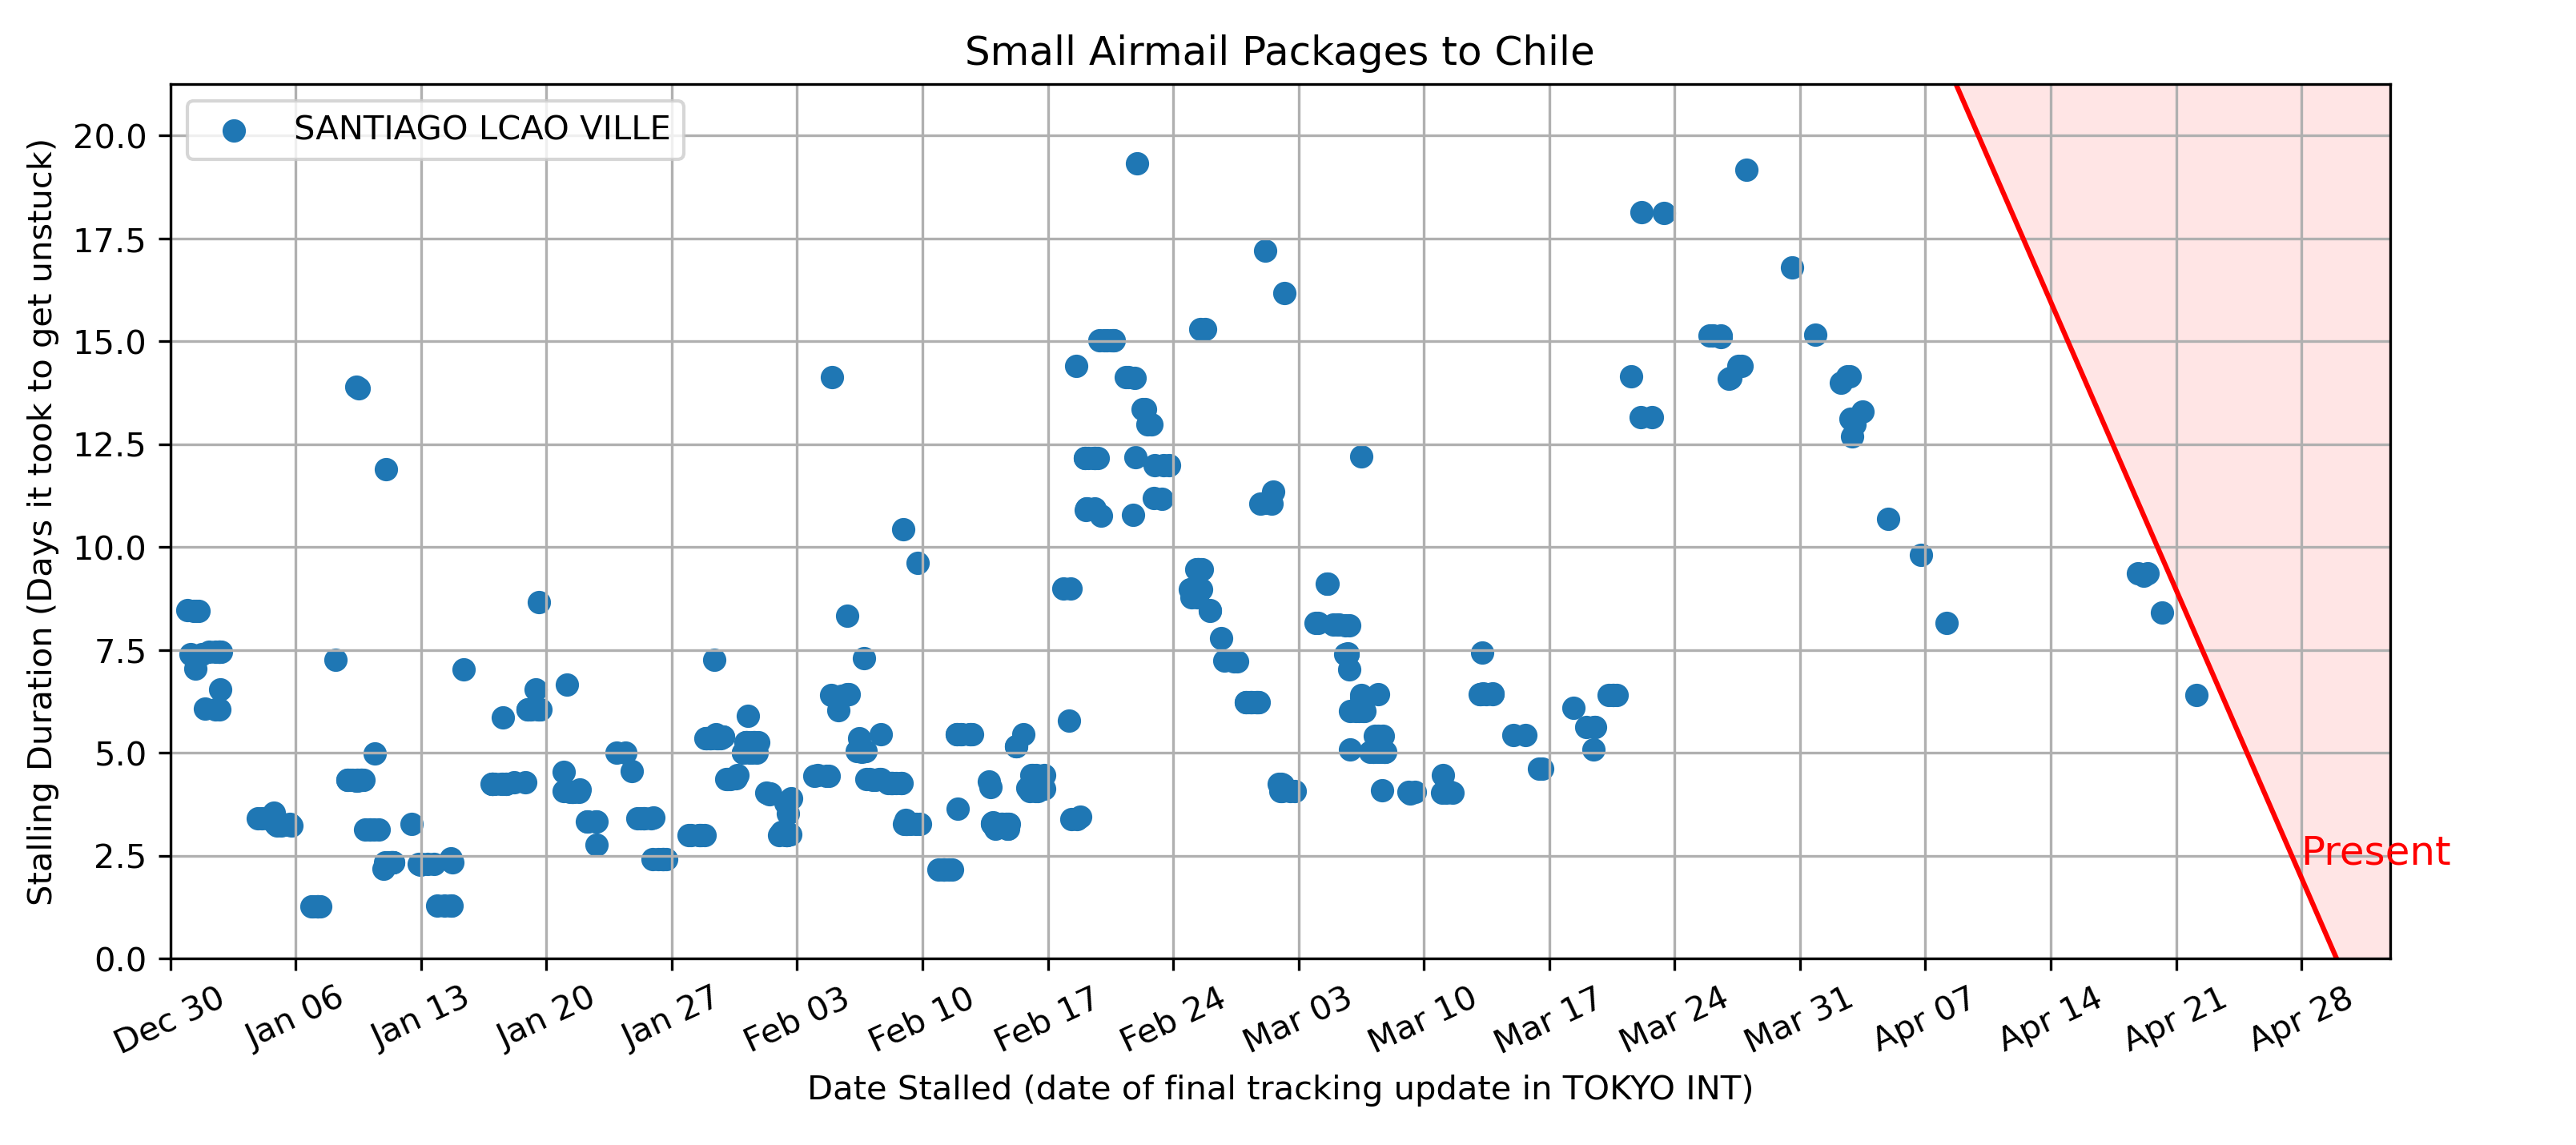 Small Airmail Packages to Chile
SANTIAGO LCAO VILLE
Stalling Duration (Days it took to get unstuck)
20.0
17.5
15.0
12.5
10.0
7.5
5.0
2.5
0.0
Present
Dec 30
Jan 06
Jan 13
Jan 20
Jan 27
Feb 03
Feb 10
Feb 17
Feb 24
Mar 03
Mar 10
Mar 17
Mar 24
Mar 31
Apr 07
Apr 14
Apr 21
Apr 28
Date Stalled (date of final tracking update in TOKYO INT)